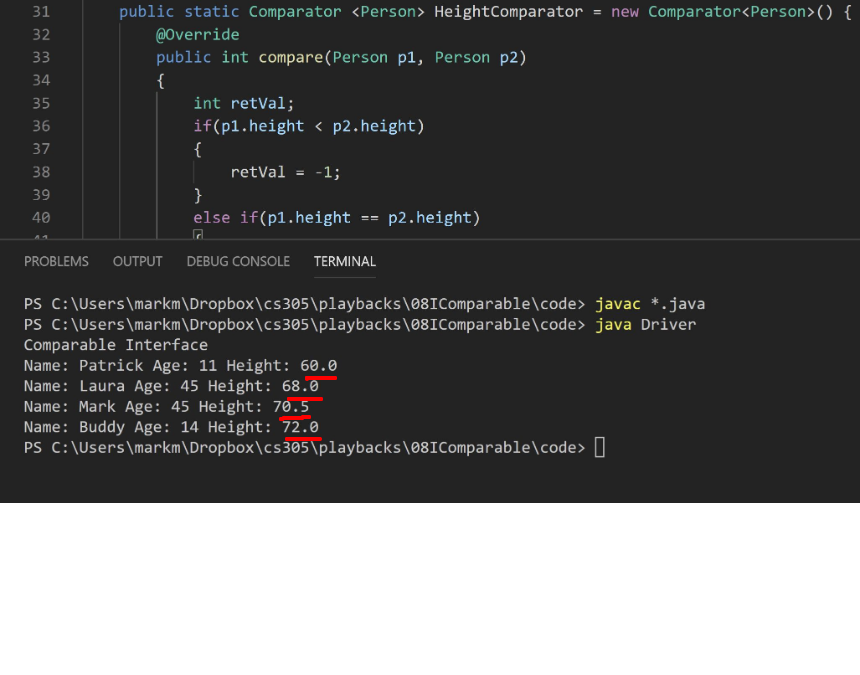 31 public static Comparator <Person> HeightComparator = new Comparator<Person>() {
32 @Override
33 public int compare(Person p1, Person p2)
34 {
35 int retVal;
36 if(p1.height < p2.height)
37 {
38 retVal = -1;
39 }
40 else if(p1.height == p2.height)
41 {
PROBLEMS OUTPUT DEBUG CONSOLE TERMINAL
PS C:\Users\markm\Dropbox\cs305\playbacks\08IComparable\code> javac *.java
PS C:\Users\markm\Dropbox\cs305\playbacks\08IComparable\code> java Driver
Comparable Interface
Name: Patrick Age: 11 Height: 60.0
Name: Laura Age: 45 Height: 68.0
Name: Mark Age: 45 Height: 70.5
Name: Buddy Age: 14 Height: 72.0
PS C:\Users\markm\Dropbox\cs305\playbacks\08IComparable\code>